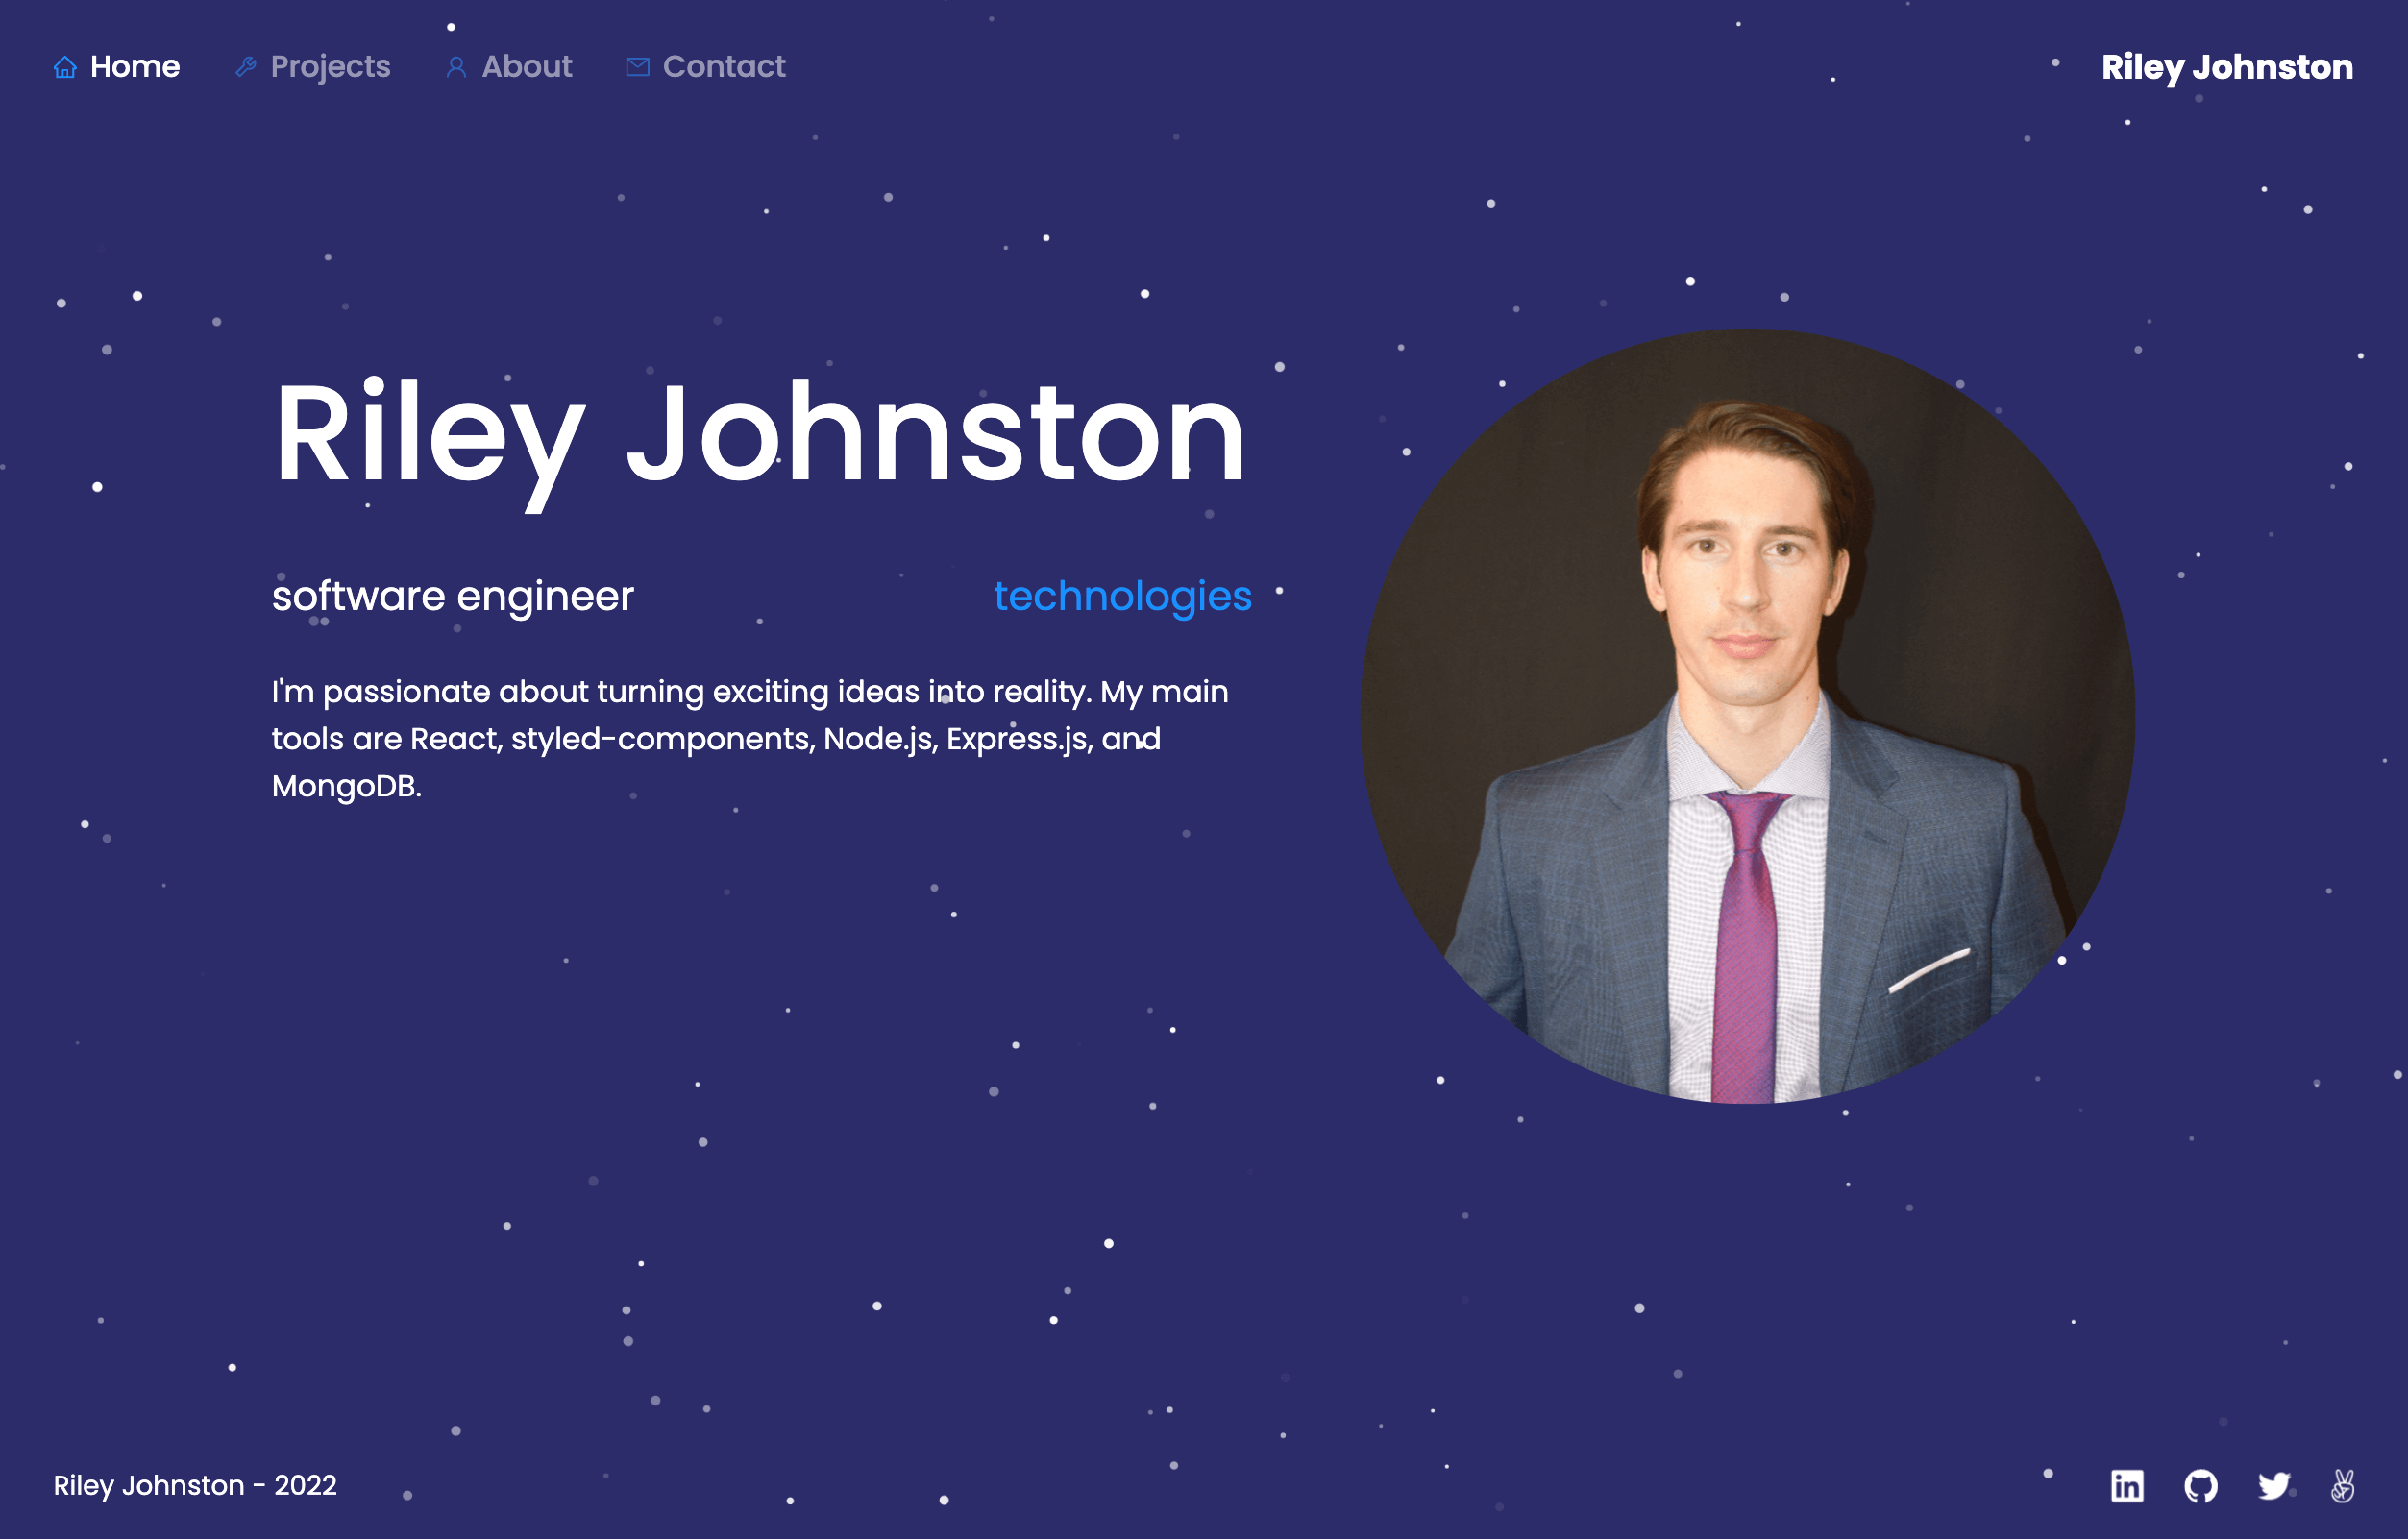 Home Projects About Contact Riley Johnston
Riley Johnston
software engineer technologies
I'm passionate about turning exciting ideas into reality. My main
tools are React, styled-components, Node.js, Express.js, and
MongoDB.
Riley Johnston - 2022 in